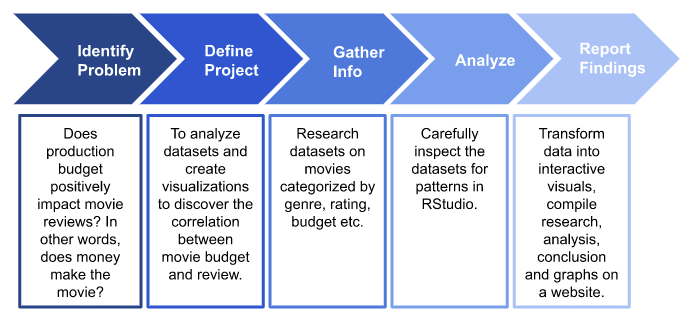 Identify
Problem
Define
Project
Gather
Info
Analyze
Report
Findings
Does
production
budget
positively
impact movie
reviews? In
other words,
does money
make the
movie?
To analyze
datasets and
create
visualizations
to discover the
correlation
between
movie budget
and review.
Research
datasets on
movies
categorized by
genre, rating,
budget etc.
Carefully
inspect the
datasets for
patterns in
RStudio.
Transform
data into
interactive
visuals,
compile
research,
analysis,
conclusion
and graphs on
a website.